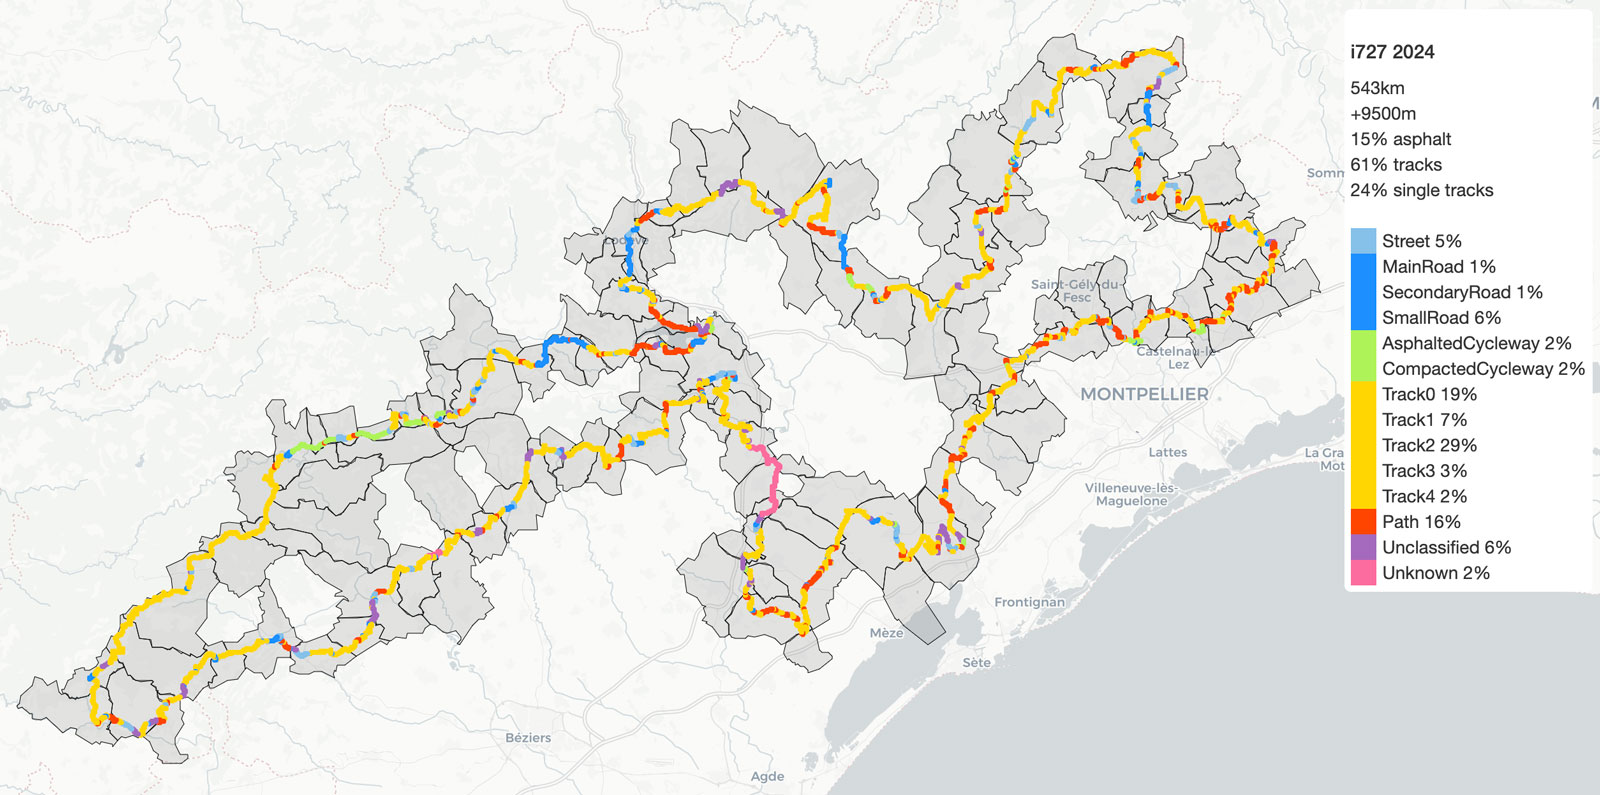 i727 2024
543km
+9500m
15% asphalt
61% tracks
24% single tracks
Street 5%
MainRoad 1%
SecondaryRoad 1%
SmallRoad 6%
AsphaltedCycleway 2%
CompactedCycleway 2%
Track0 19%
Track1 7%
Track2 29%
Track3 3%
Track4 2%
Path 16%
Unclassified 6%
Unknown 2%
Somm
Lodève
Saint-Gély-du-
Fesc
Castelnau-le-
Lez
MONTPELLIER
Lattes
La Gra
Mot
Villeneuve-lès-
Maguelone
Frontignan
Mèze
Sète
Béziers
Agde
M